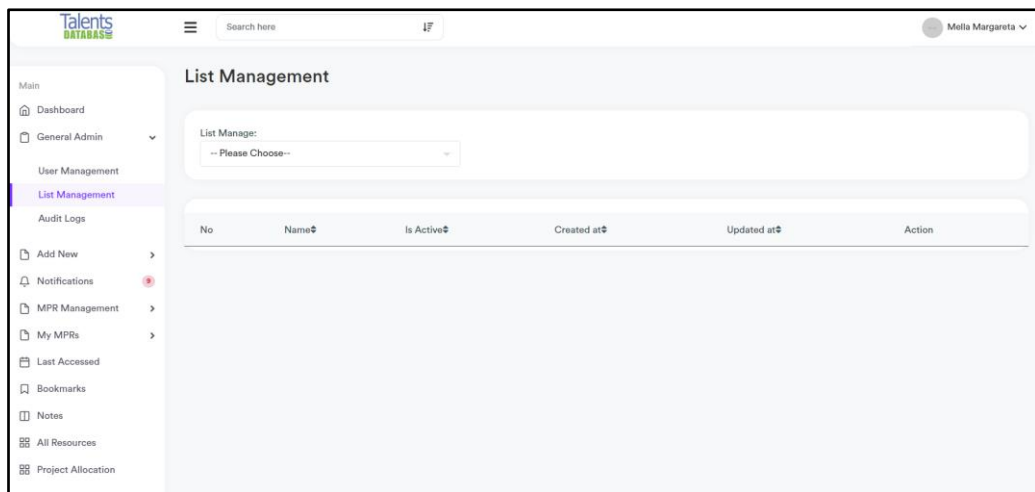 Talents
DATABASE
Search here
Mella Margareta
Main
Dashboard
General Admin
User Management
List Management
Audit Logs
Add New
Notifications
9
MPR Management
My MPRs
Last Accessed
Bookmarks
Notes
All Resources
Project Allocation
List Management
List Manage:
-- Please Choose--
No Name Is Active Created at Updated at Action